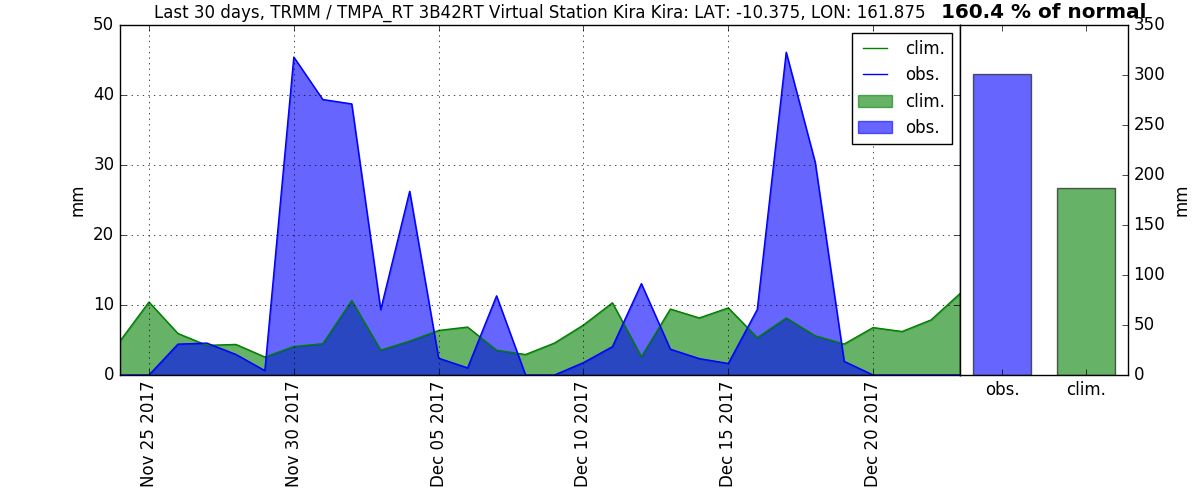 Last 30 days, TRMM / TMPA_RT 3B42RT Virtual Station Kira Kira: LAT: -10.375, LON: 161.875 160.4 % of normal
50
40
30
20
10
0
mm
clim.
obs.
clim.
obs.
350
300
250
200
150
100
50
0
mm
obs.
clim.
Nov 25 2017
Nov 30 2017
Dec 05 2017
Dec 10 2017
Dec 15 2017
Dec 20 2017